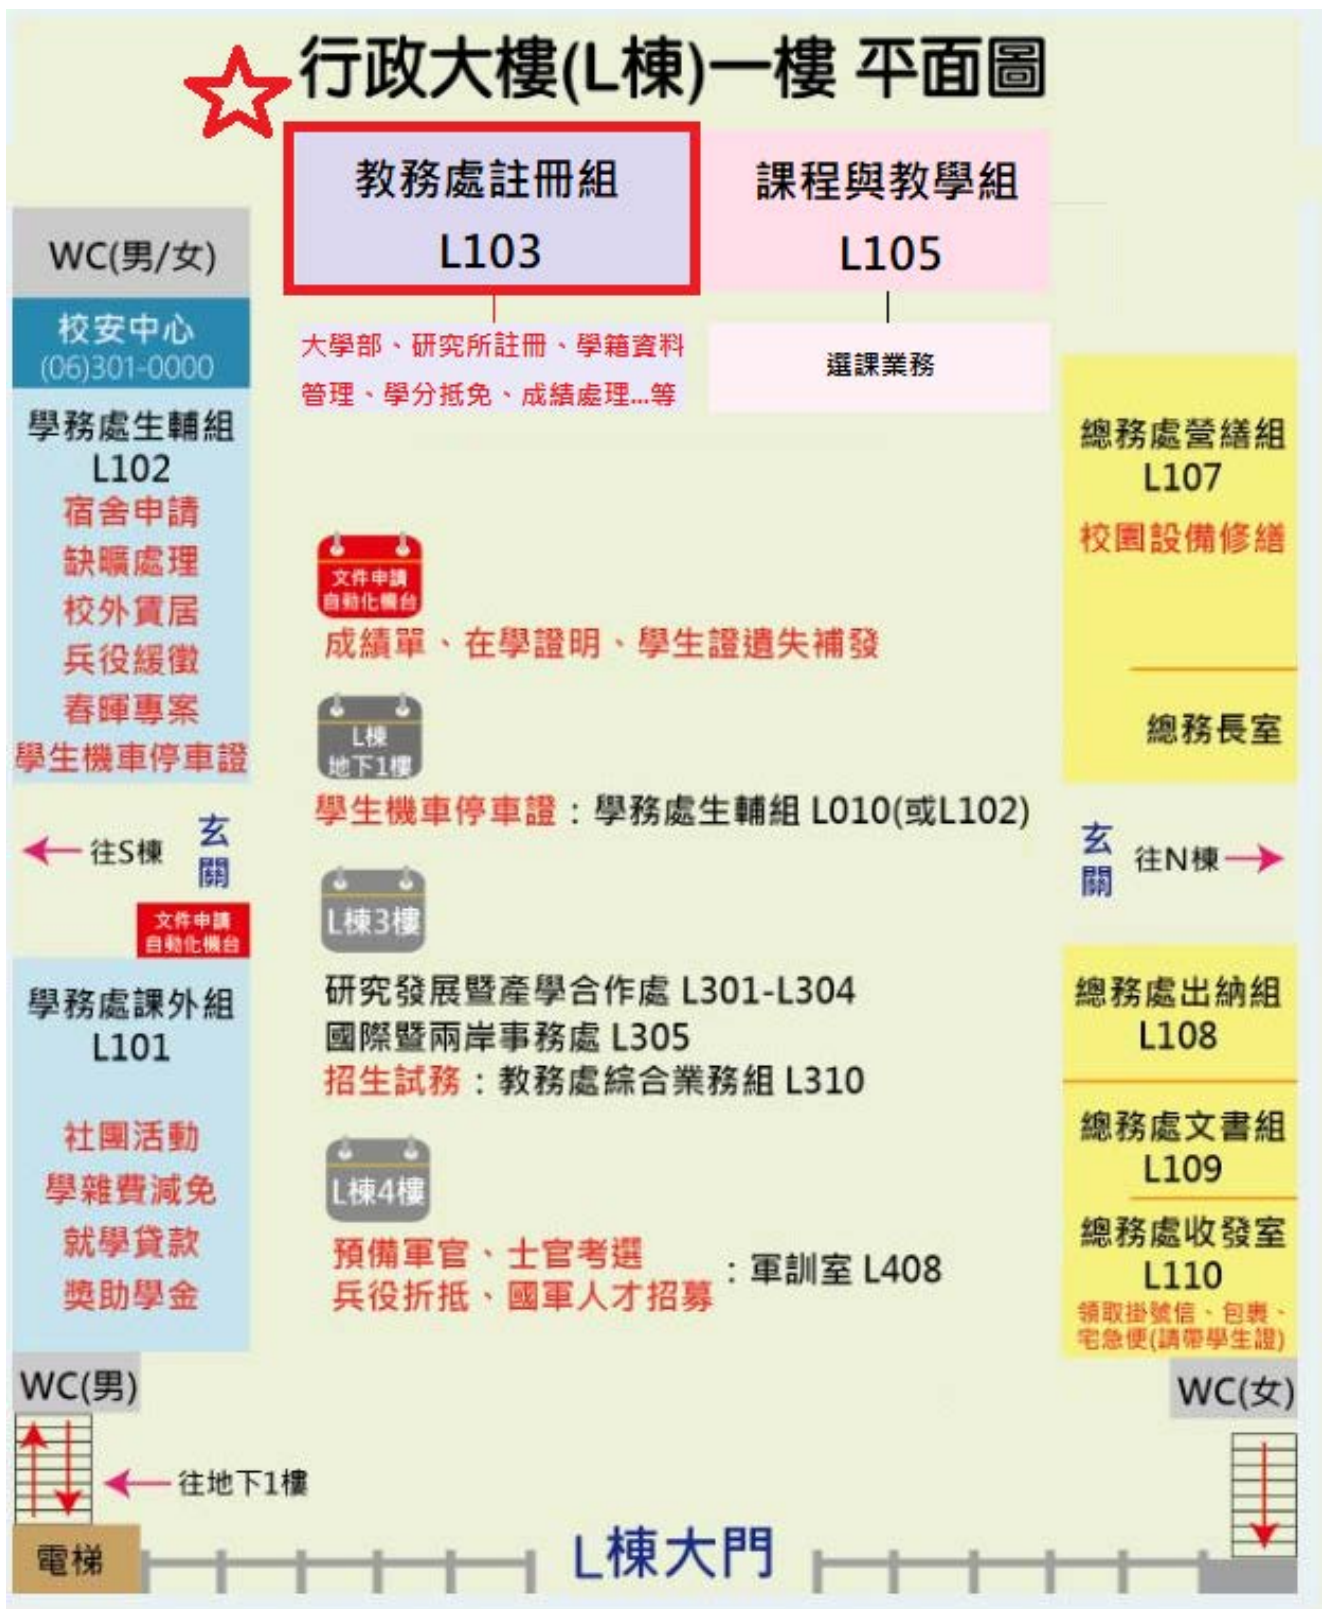 行政大樓(L棟)一樓 平面圖
教務處註冊組
L103
課程與教學組
L105
大學部、研究所註冊、學籍資料
管理、學分抵免、成績處理...等
選課業務
WC(男/女)
校安中心
(06)301-0000
學務處生輔組
L102
宿舍申請
缺曠處理
校外賃居
兵役緩徵
春暉專案
學生機車停車證
往S棟
玄關
文件申請
自動化機台
學務處課外組
L101
社團活動
學雜費減免
就學貸款
獎助學金
WC(男)
往地下1樓
電梯
文件申請
自動化機台
成績單、在學證明、學生證遺失補發
L棟
地下1樓
學生機車停車證：學務處生輔組 L010(或L102)
L棟3樓
研究發展暨產學合作處 L301-L304
國際暨兩岸事務處 L305
招生試務：教務處綜合業務組 L310
L棟4樓
預備軍官、士官考選
兵役折抵、國軍人才招募
：軍訓室 L408
總務處營繕組
L107
校園設備修繕
總務長室
玄關
往N棟
總務處出納組
L108
總務處文書組
L109
總務處收發室
L110
領取掛號信、包裹、
宅急便(請帶學生證)
WC(女)
L棟大門